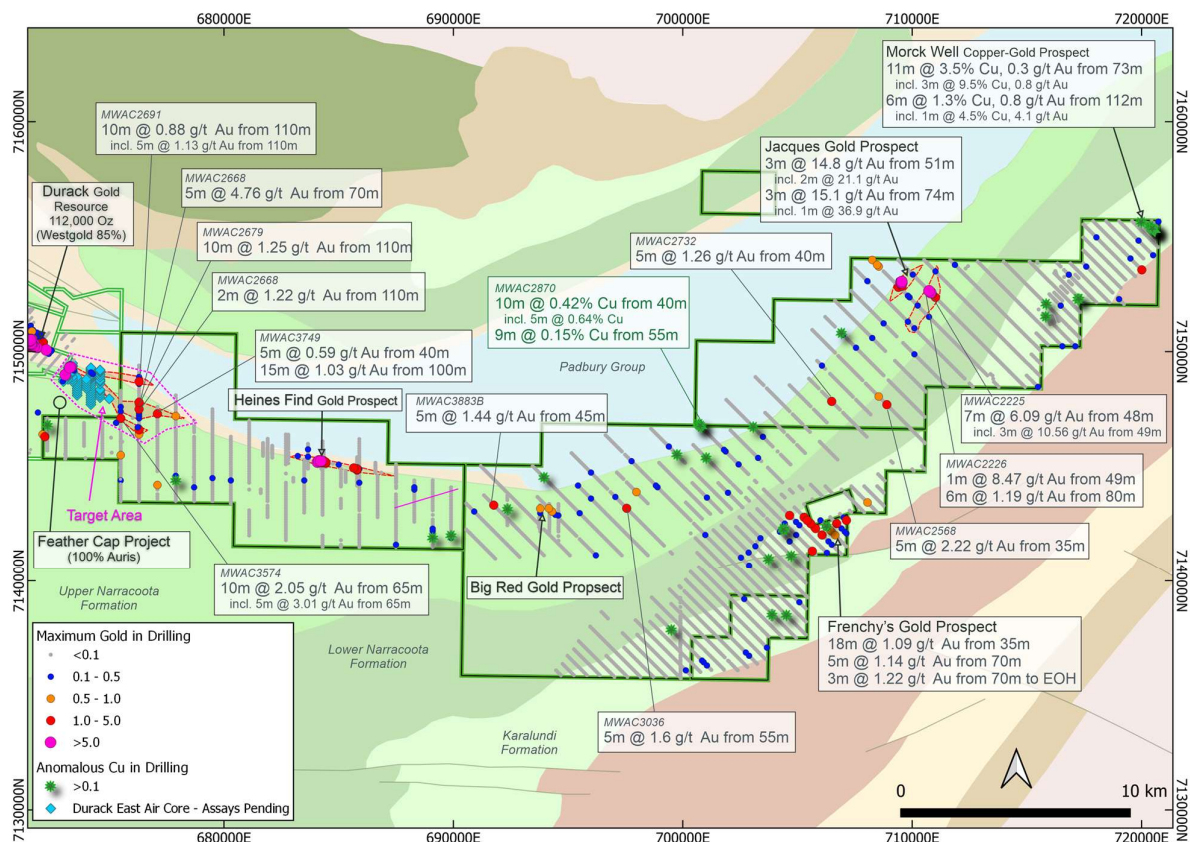 680000E
690000E
700000E
710000E
720000E
7160000N
7150000N
7140000N
7130000N
7160000N
7150000N
7140000N
7130000N
Morck Well Copper-Gold Prospect
11m @ 3.5% Cu, 0.3 g/t Au from 73m
incl. 3m @ 9.5% Cu, 0.8 g/t Au
6m @ 1.3% Cu, 0.8 g/t Au from 112m
incl. 1m @ 4.5% Cu, 4.1 g/t Au
MWAC2691
10m @ 0.88 g/t Au from 110m
incl. 5m @ 1.13 g/t Au from 110m
Jacques Gold Prospect
3m @ 14.8 g/t Au from 51m
incl. 2m @ 21.1 g/t Au
3m @ 15.1 g/t Au from 74m
incl. 1m @ 36.9 g/t Au
MWAC2668
5m @ 4.76 g/t Au from 70m
Durack Gold
Resource
112,000 Oz
(Westgold 85%)
MWAC2679
10m @ 1.25 g/t Au from 110m
MWAC2732
5m @ 1.26 g/t Au from 40m
MWAC2668
2m @ 1.22 g/t Au from 110m
MWAC2870
10m @ 0.42% Cu from 40m
incl. 5m @ 0.64% Cu
9m @ 0.15% Cu from 55m
MWAC3749
5m @ 0.59 g/t Au from 40m
15m @ 1.03 g/t Au from 100m
Padbury Group
Heines Find Gold Prospect
MWAC3883B
5m @ 1.44 g/t Au from 45m
MWAC2225
7m @ 6.09 g/t Au from 48m
incl. 3m @ 10.56 g/t Au from 49m
MWAC2226
1m @ 8.47 g/t Au from 49m
6m @ 1.19 g/t Au from 80m
Target Area
Feather Cap Project
(100% Auris)
MWAC2568
5m @ 2.22 g/t Au from 35m
MWAC3574
10m @ 2.05 g/t Au from 65m
incl. 5m @ 3.01 g/t Au from 65m
Big Red Gold Propsect
Upper Narracoota
Formation
Lower Narracoota
Formation
Frenchy's Gold Prospect
18m @ 1.09 g/t Au from 35m
5m @ 1.14 g/t Au from 70m
3m @ 1.22 g/t Au from 70m to EOH
MWAC3036
5m @ 1.6 g/t Au from 55m
Karalundi
Formation
Maximum Gold in Drilling
<0.1
0.1 - 0.5
0.5 - 1.0
1.0 - 5.0
>5.0
Anomalous Cu in Drilling
>0.1
Durack East Air Core - Assays Pending
0
10 km
680000E
690000E
700000E
710000E
720000E